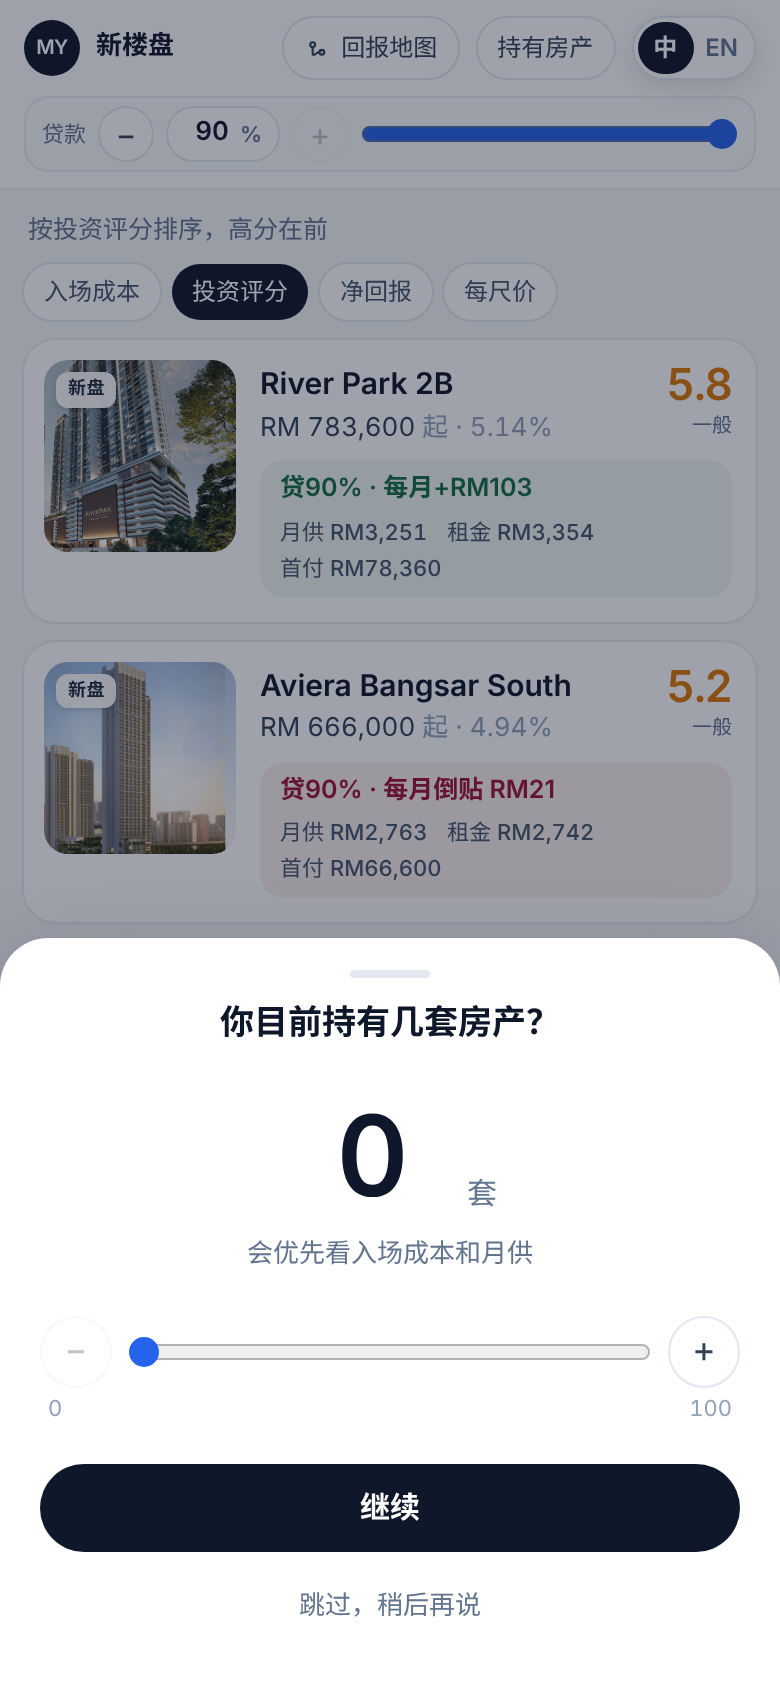 MY 新楼盘 回报地图 持有房产 中 EN
贷款 − 90 % +
按投资评分排序，高分在前
入场成本 投资评分 净回报 每尺价
新盘
River Park 2B 5.8
RM 783,600 起 · 5.14% 一般
贷90% · 每月+RM103
月供 RM3,251 租金 RM3,354
首付 RM78,360
RIVERPARK
新盘
Aviera Bangsar South 5.2
RM 666,000 起 · 4.94% 一般
贷90% · 每月倒贴 RM21
月供 RM2,763 租金 RM2,742
首付 RM66,600
你目前持有几套房产？
0 套
会优先看入场成本和月供
− +
0 100
继续
跳过，稍后再说